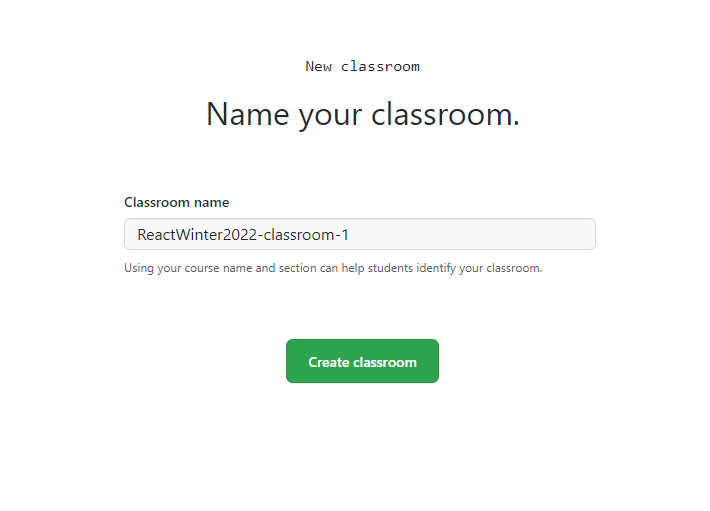 New classroom
Name your classroom.
Classroom name
ReactWinter2022-classroom-1
Using your course name and section can help students identify your classroom.
Create classroom